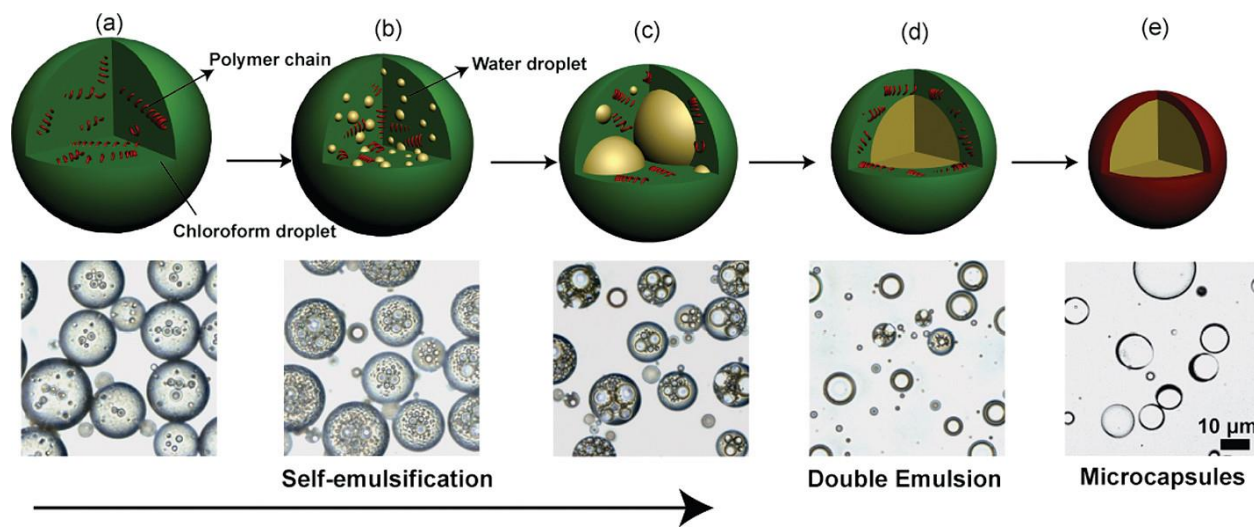 (a)
(b)
(c)
(d)
(e)
Polymer chain
Water droplet
Chloroform droplet
10 μm
Self-emulsification
Double Emulsion
Microcapsules